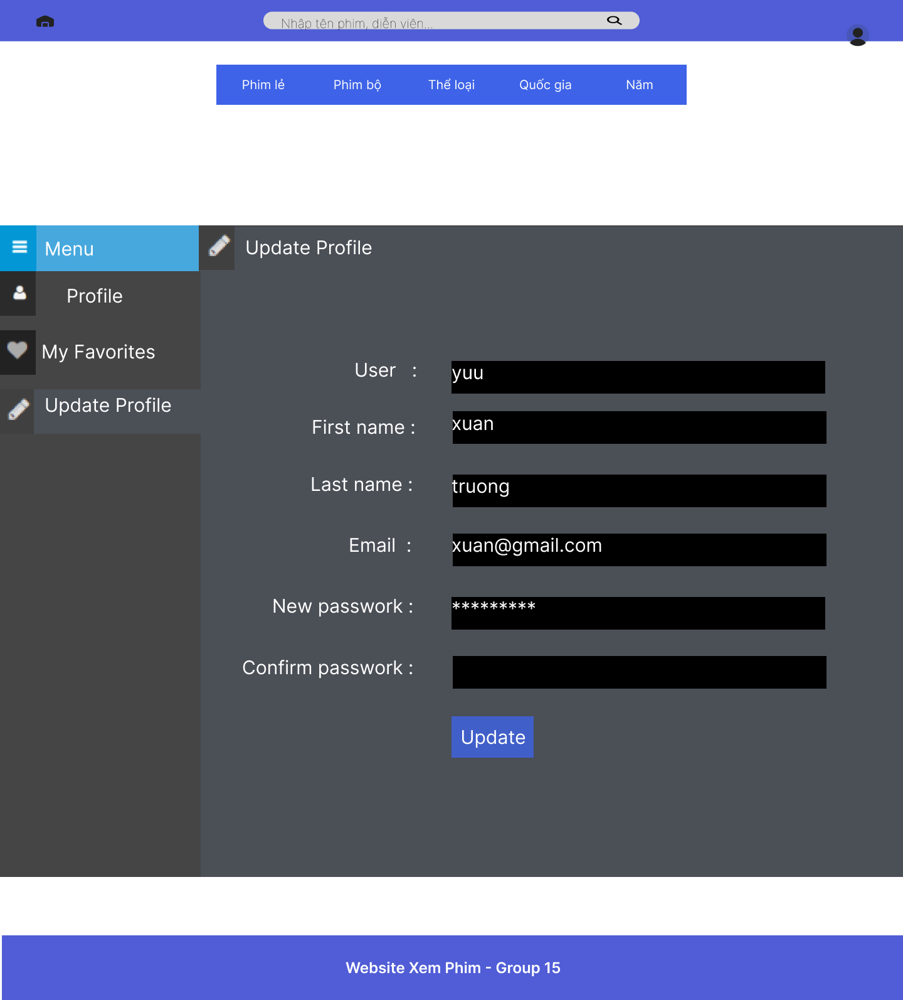 Nhập tên phim, diễn viên...
Phim lẻ Phim bộ Thể loại Quốc gia Năm
Menu
Update Profile
Profile
My Favorites
Update Profile
User : yuu
First name : xuan
Last name : truong
Email : xuan@gmail.com
New passwork : *********
Confirm passwork :
Update
Website Xem Phim - Group 15